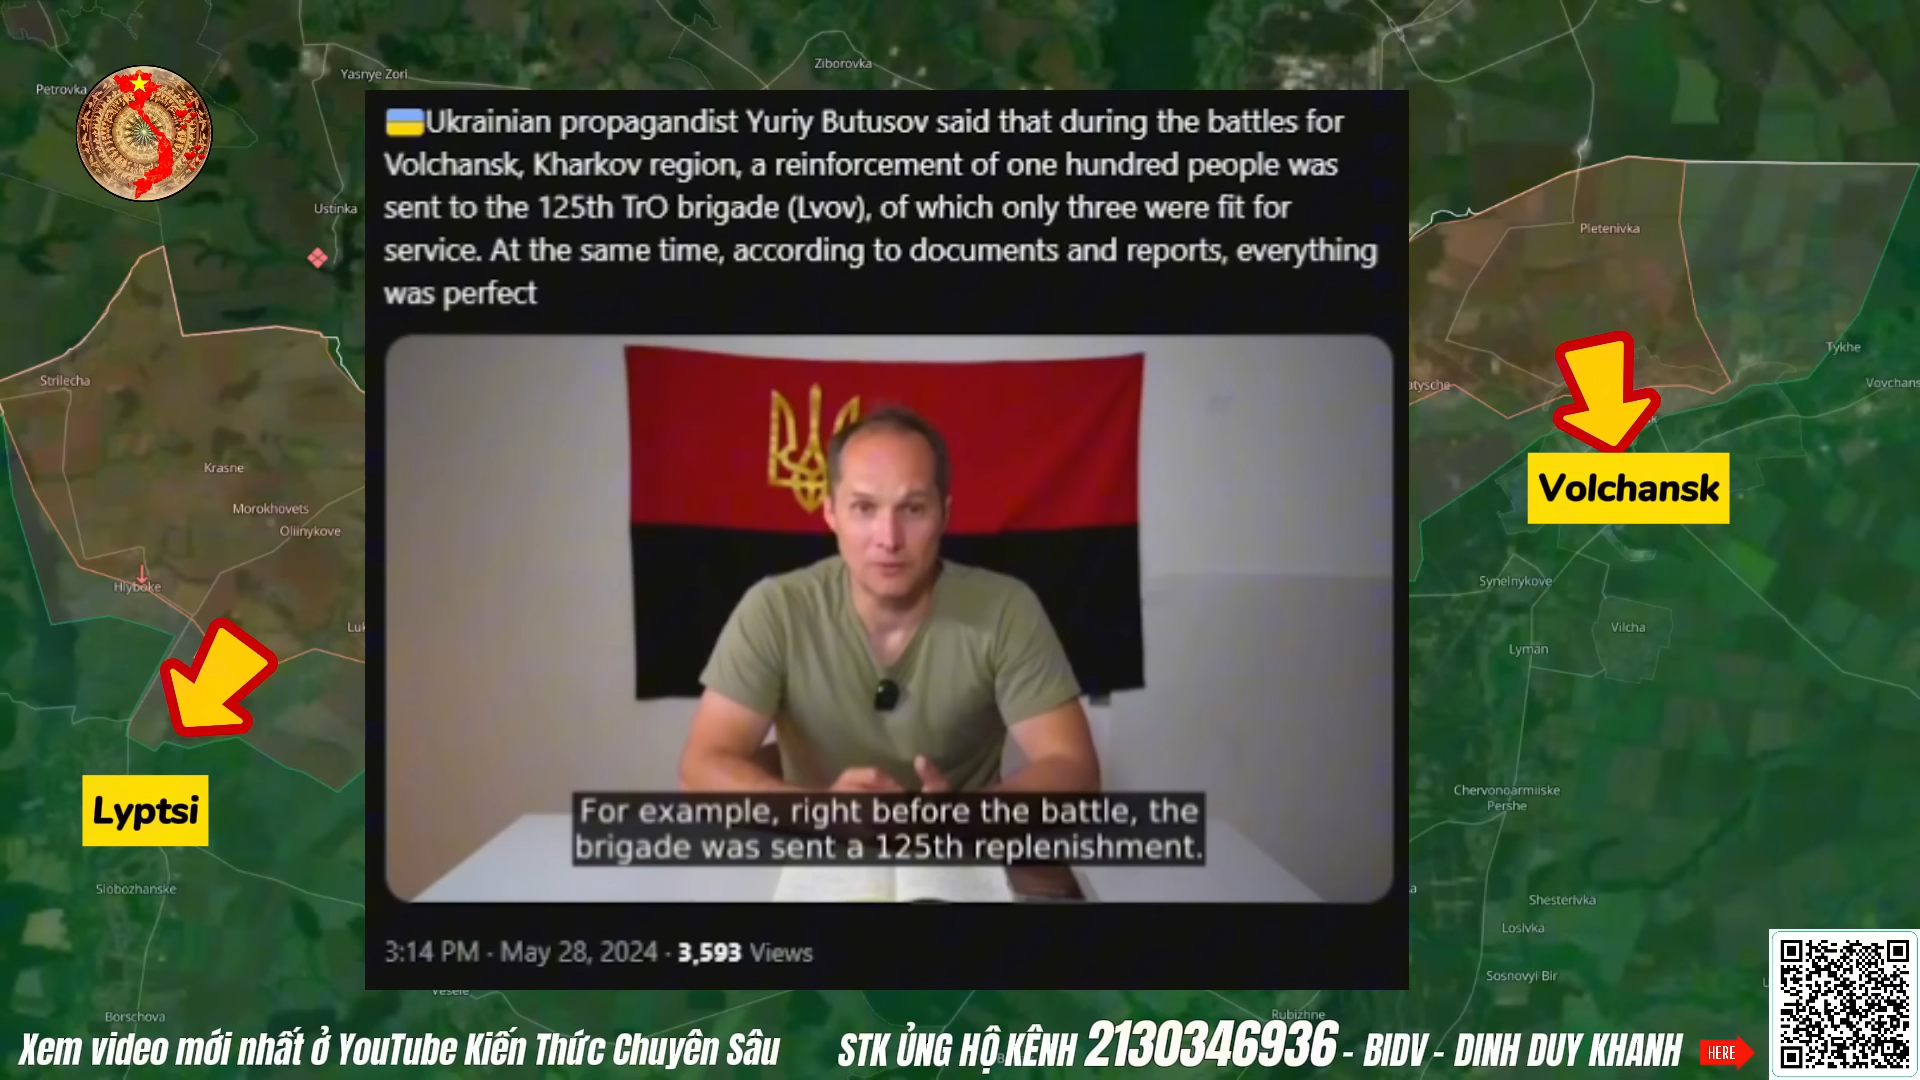 Ziborovka
Yasnye Zori
Petrovka
Ukrainian propagandist Yuriy Butusov said that during the battles for
Volchansk, Kharkov region, a reinforcement of one hundred people was
sent to the 125th TrO brigade (Lvov), of which only three were fit for
service. At the same time, according to documents and reports, everything
was perfect
Ustinka
Pletenivka
Tykhe
Strilecha
Vovchans
Krasne
Volchansk
Morokhovets
Oliinykove
Hlyboke
Synelnykove
Luk
Vilcha
Lyman
Chervonoarmiiske
Pershe
Lyptsi
For example, right before the battle, the
brigade was sent a 125th replenishment.
Slobozhanske
Shesterivka
Losivka
3:14 PM · May 28, 2024 · 3,593 Views
Sosnovyi Bir
Vesele
Borschova
Rubizhne
Xem video mới nhất ở YouTube Kiến Thức Chuyên Sâu
STK ỦNG HỘ KÊNH 2130346936 - BIDV - DINH DUY KHANH
HERE